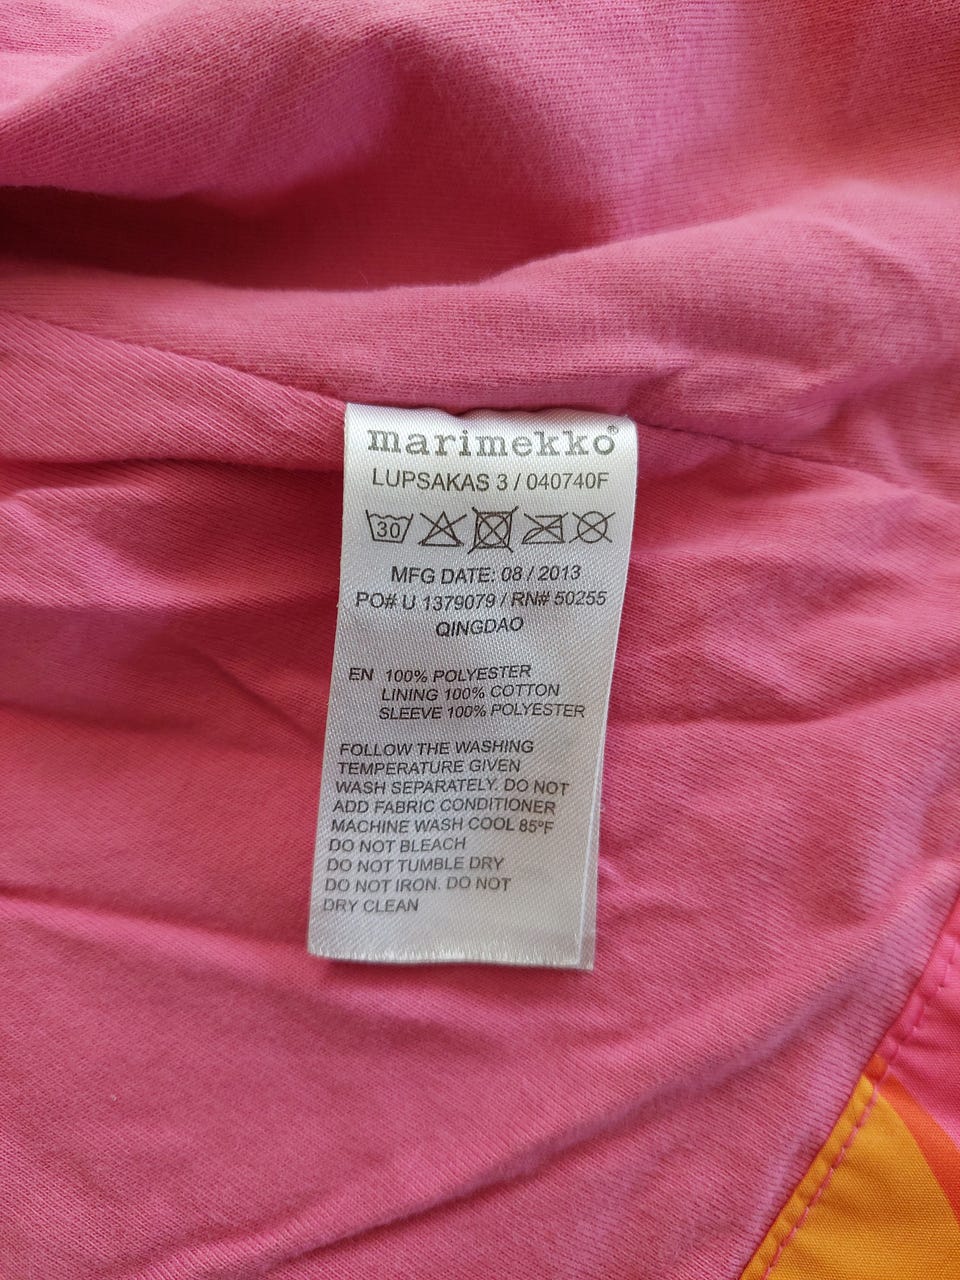 marimekko®
LUPSAKAS 3 / 040740F
30
MFG DATE: 08 / 2013
PO# U 1379079 / RN# 50255
QINGDAO
EN 100% POLYESTER
LINING 100% COTTON
SLEEVE 100% POLYESTER
FOLLOW THE WASHING
TEMPERATURE GIVEN
WASH SEPARATELY. DO NOT
ADD FABRIC CONDITIONER
MACHINE WASH COOL 85°F
DO NOT BLEACH
DO NOT TUMBLE DRY
DO NOT IRON. DO NOT
DRY CLEAN